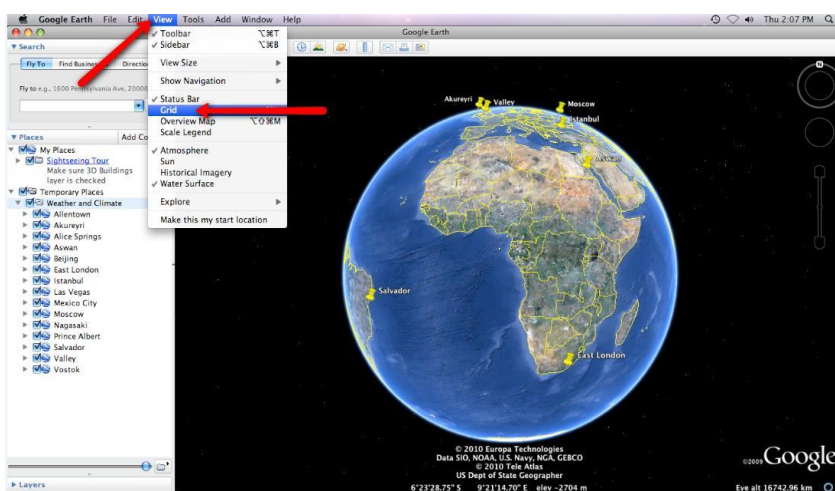 Google Earth File Edit View Tools Add Window Help Thu 2:07 PM
Google Earth
Search
Fly To Find Busine Directio
Fly to e.g., 1600 Pennsylvania Ave, 20006
Places Add Co
My Places
Sightseeing Tour
Make sure 3D Buildings
layer is checked
Temporary Places
Weather and Climate
Allentown
Akureyri
Alice Springs
Aswan
Beijing
East London
Istanbul
Las Vegas
Mexico City
Moscow
Nagasaki
Prince Albert
Salvador
Valley
Vostok
Layers
✓ Toolbar ⌥⌘T
✓ Sidebar ⌥⌘B
View Size
Show Navigation
✓ Status Bar
Grid
Overview Map ⌥⇧⌘M
Scale Legend
✓ Atmosphere
Sun
Historical Imagery
✓ Water Surface
Explore
Make this my start location
N
Akureyri Valley Moscow
Istanbul
Aswan
Salvador
East London
© 2010 Europa Technologies
Data SIO, NOAA, U.S. Navy, NGA, GEBCO
© 2010 Tele Atlas
US Dept of State Geographer
©2009 Google
6°23'28.75" S 9°21'14.70" E elev -2704 m Eye alt 16742.96 km